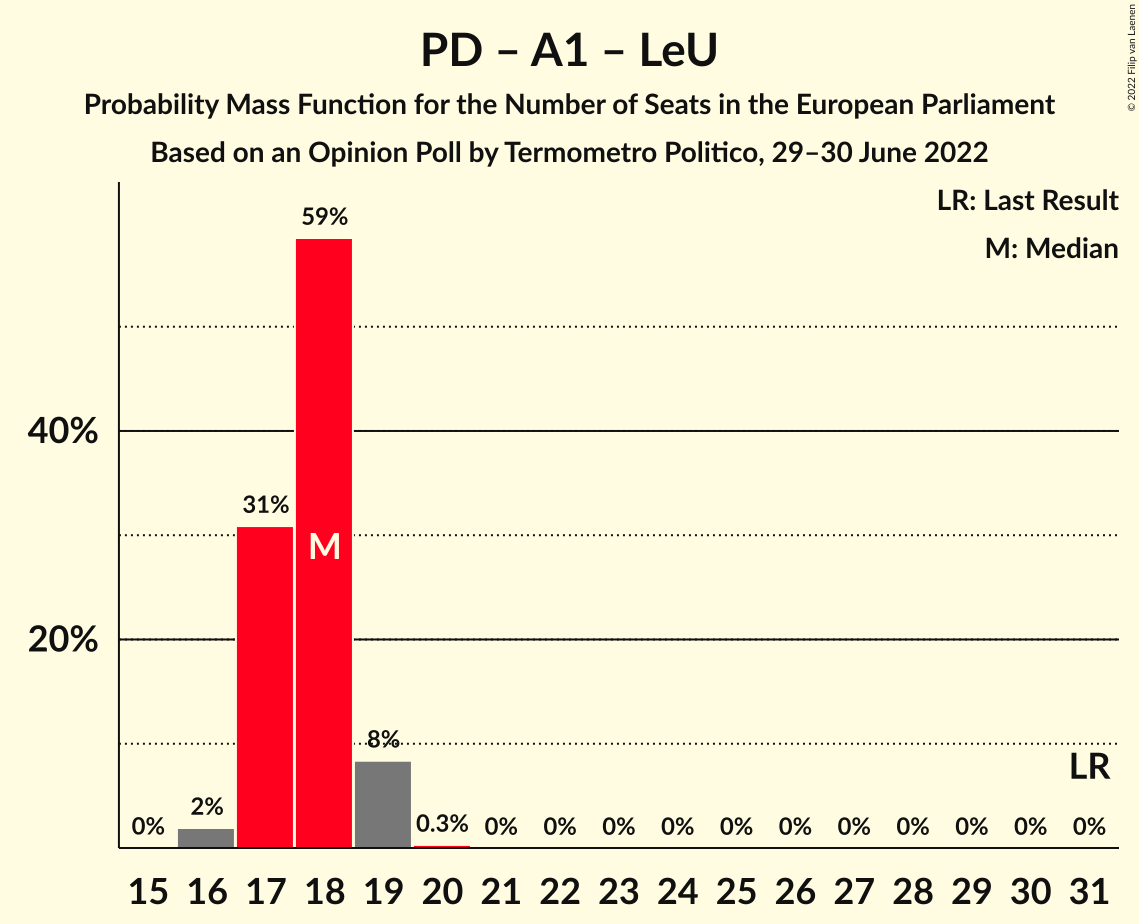 PD – A1 – LeU
Probability Mass Function for the Number of Seats in the European Parliament
Based on an Opinion Poll by Termometro Politico, 29–30 June 2022
© 2022 Filip van Laenen
LR: Last Result
M: Median
59%
40%
31%
M
20%
8%
LR
0% 2% 0.3% 0% 0% 0% 0% 0% 0% 0% 0% 0% 0% 0%
15 16 17 18 19 20 21 22 23 24 25 26 27 28 29 30 31